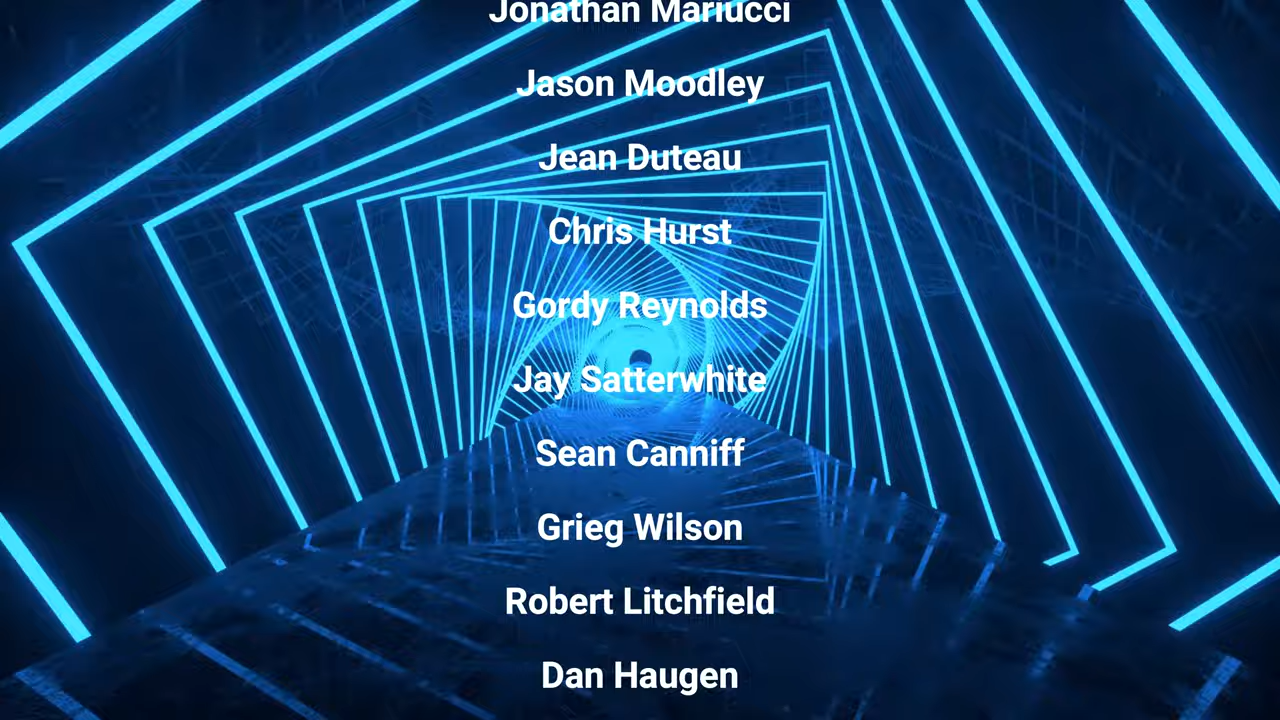 Jonathan Mariucci
Jason Moodley
Jean Duteau
Chris Hurst
Gordy Reynolds
Jay Satterwhite
Sean Canniff
Grieg Wilson
Robert Litchfield
Dan Haugen